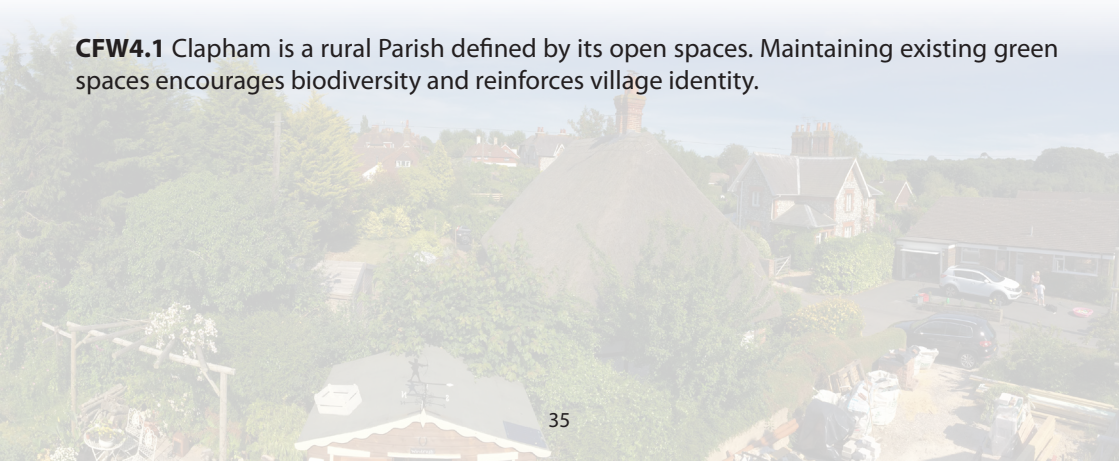 CFW4.1 Clapham is a rural Parish defined by its open spaces. Maintaining existing green
spaces encourages biodiversity and reinforces village identity.
35